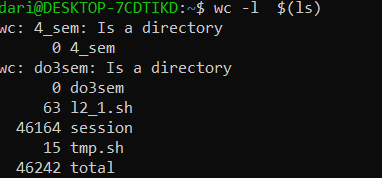 dari@DESKTOP-7CDTIKD:~$ wc -l  $(ls)
wc: 4_sem: Is a directory
      0 4_sem
wc: do3sem: Is a directory
      0 do3sem
     63 l2_1.sh
  46164 session
     15 tmp.sh
  46242 total